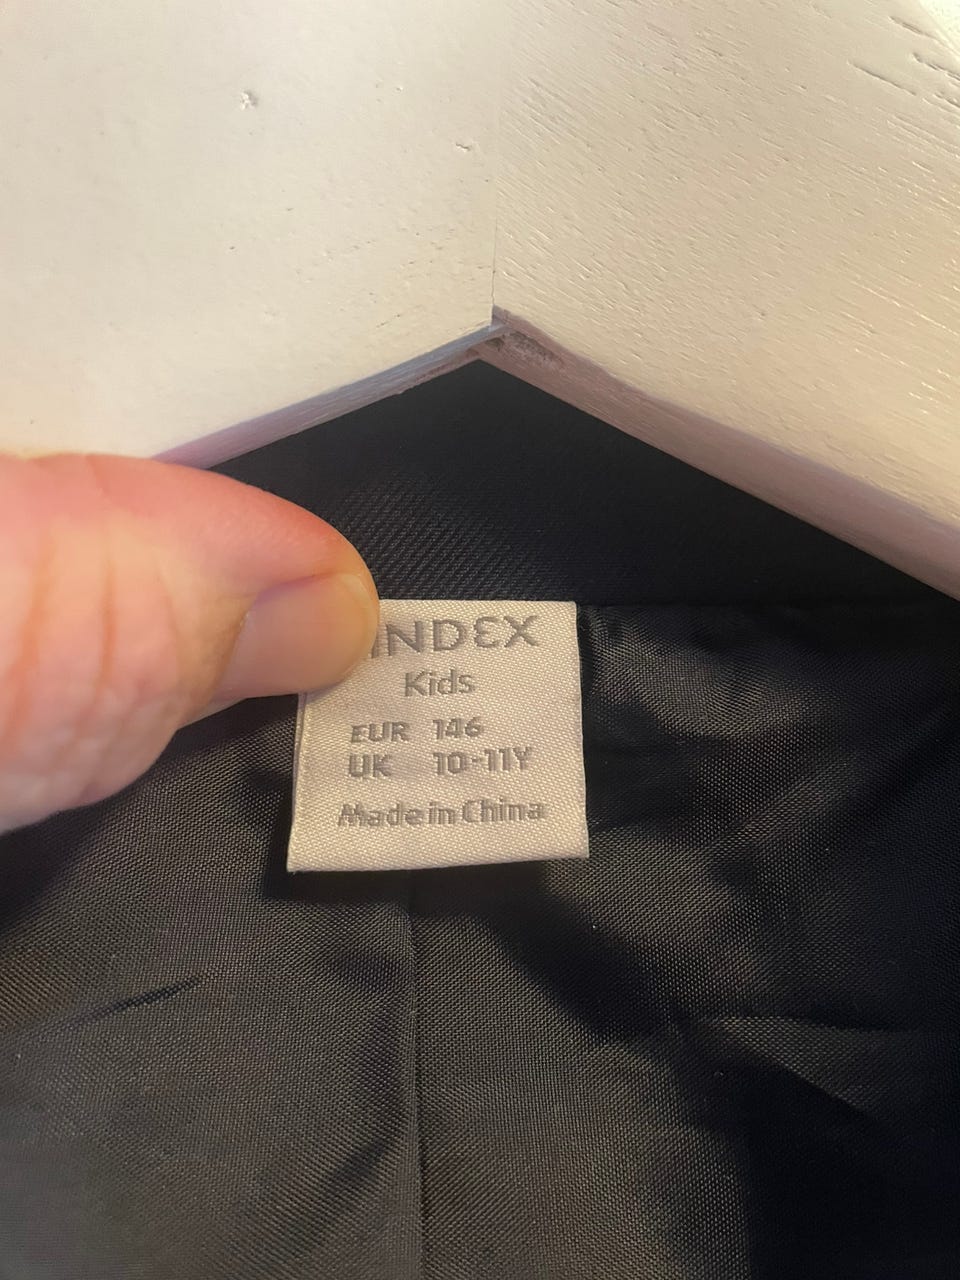 INDEX
Kids
EUR 146
UK 10-11Y
Made in China